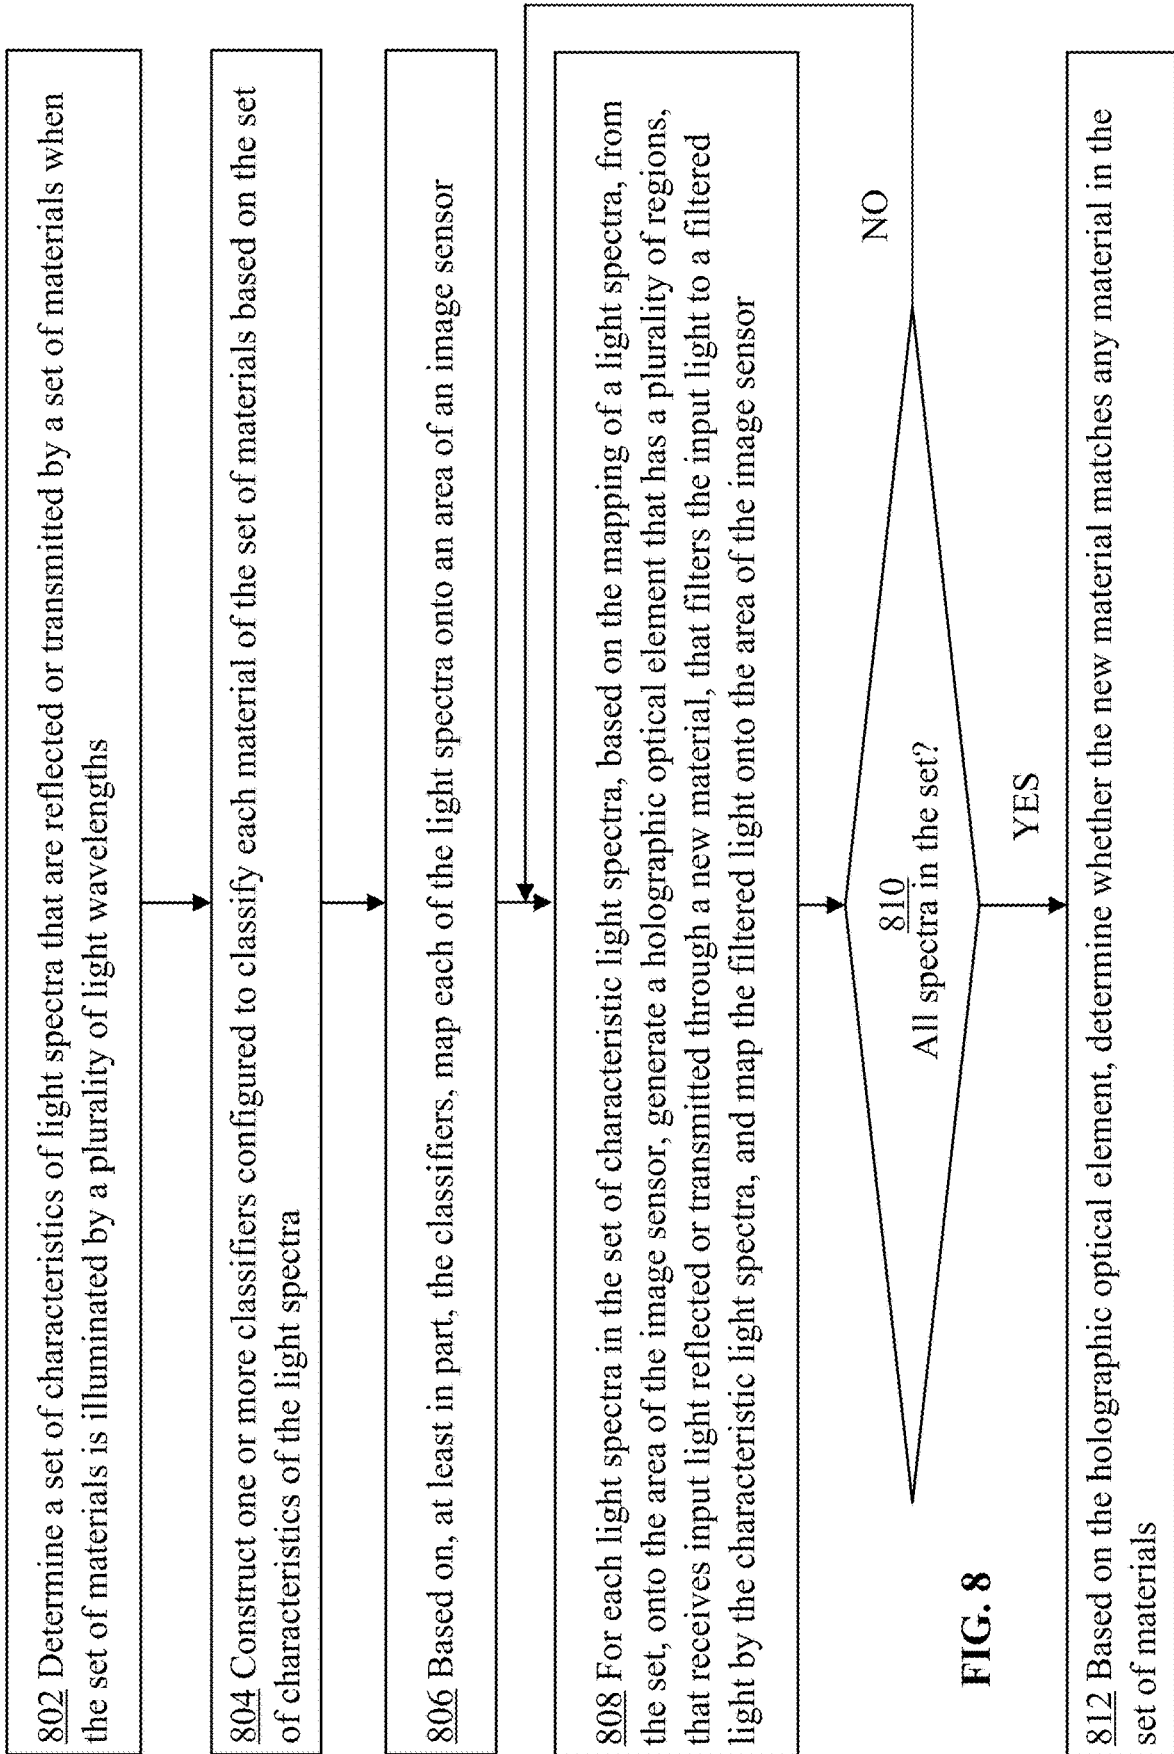 802 Determine a set of characteristics of light spectra that are reflected or transmitted by a set of materials when
the set of materials is illuminated by a plurality of light wavelengths
804 Construct one or more classifiers configured to classify each material of the set of materials based on the set
of characteristics of the light spectra
806 Based on, at least in part, the classifiers, map each of the light spectra onto an area of an image sensor
808 For each light spectra in the set of characteristic light spectra, based on the mapping of a light spectra, from
the set, onto the area of the image sensor, generate a holographic optical element that has a plurality of regions,
that receives input light reflected or transmitted through a new material, that filters the input light to a filtered
light by the characteristic light spectra, and map the filtered light onto the area of the image sensor
810
All spectra in the set?
NO
YES
812 Based on the holographic optical element, determine whether the new material matches any material in the
set of materials
FIG. 8